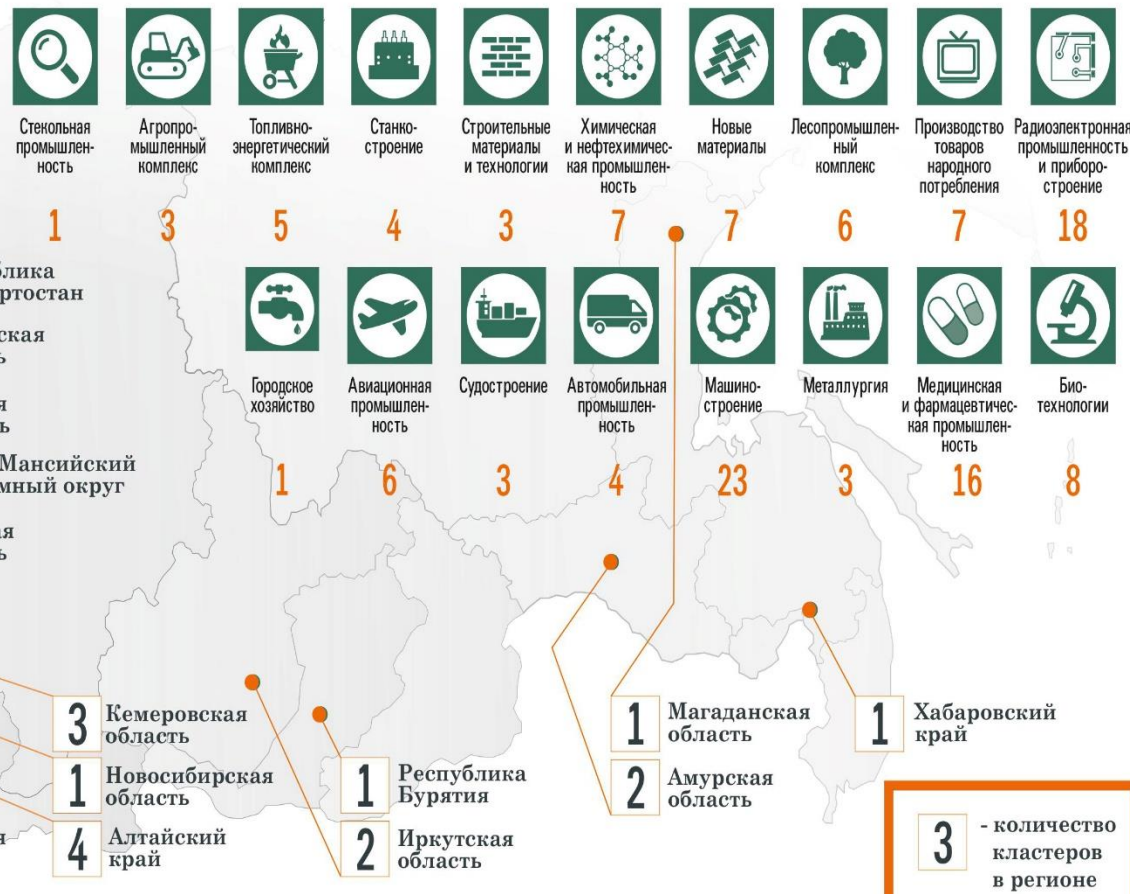 Стекольная
промышлен-
ность
1
Агропро-
мышленный
комплекс
3
Топливно-
энергетический
комплекс
5
Станко-
строение
4
Строительные
материалы
и технологии
3
Химическая
и нефтехимичес-
кая промышлен-
ность
7
Новые
материалы
7
Лесопромышлен-
ный
комплекс
6
Производство
товаров
народного
потребления
7
Радиоэлектронная
промышленность
и приборо-
строение
18
Городское
хозяйство
1
Авиационная
промышлен-
ность
6
Судостроение
3
Автомобильная
промышлен-
ность
4
Машино-
строение
23
Металлургия
3
Медицинская
и фармацевтичес-
кая промышлен-
ность
16
Био-
технологии
8
Мансийский
3 Кемеровская
область
1 Новосибирская
область
4 Алтайский
край
1 Республика
Бурятия
2 Иркутская
область
1 Магаданская
область
2 Амурская
область
1 Хабаровский
край
3 - количество
кластеров
в регионе